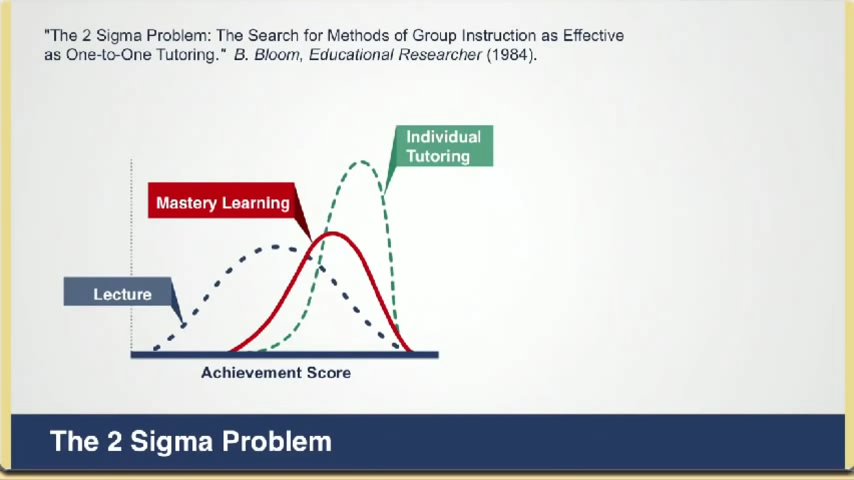 "The 2 Sigma Problem: The Search for Methods of Group Instruction as Effective
as One-to-One Tutoring." B. Bloom, Educational Researcher (1984).
Individual
Tutoring
Mastery Learning
Lecture
Achievement Score
The 2 Sigma Problem